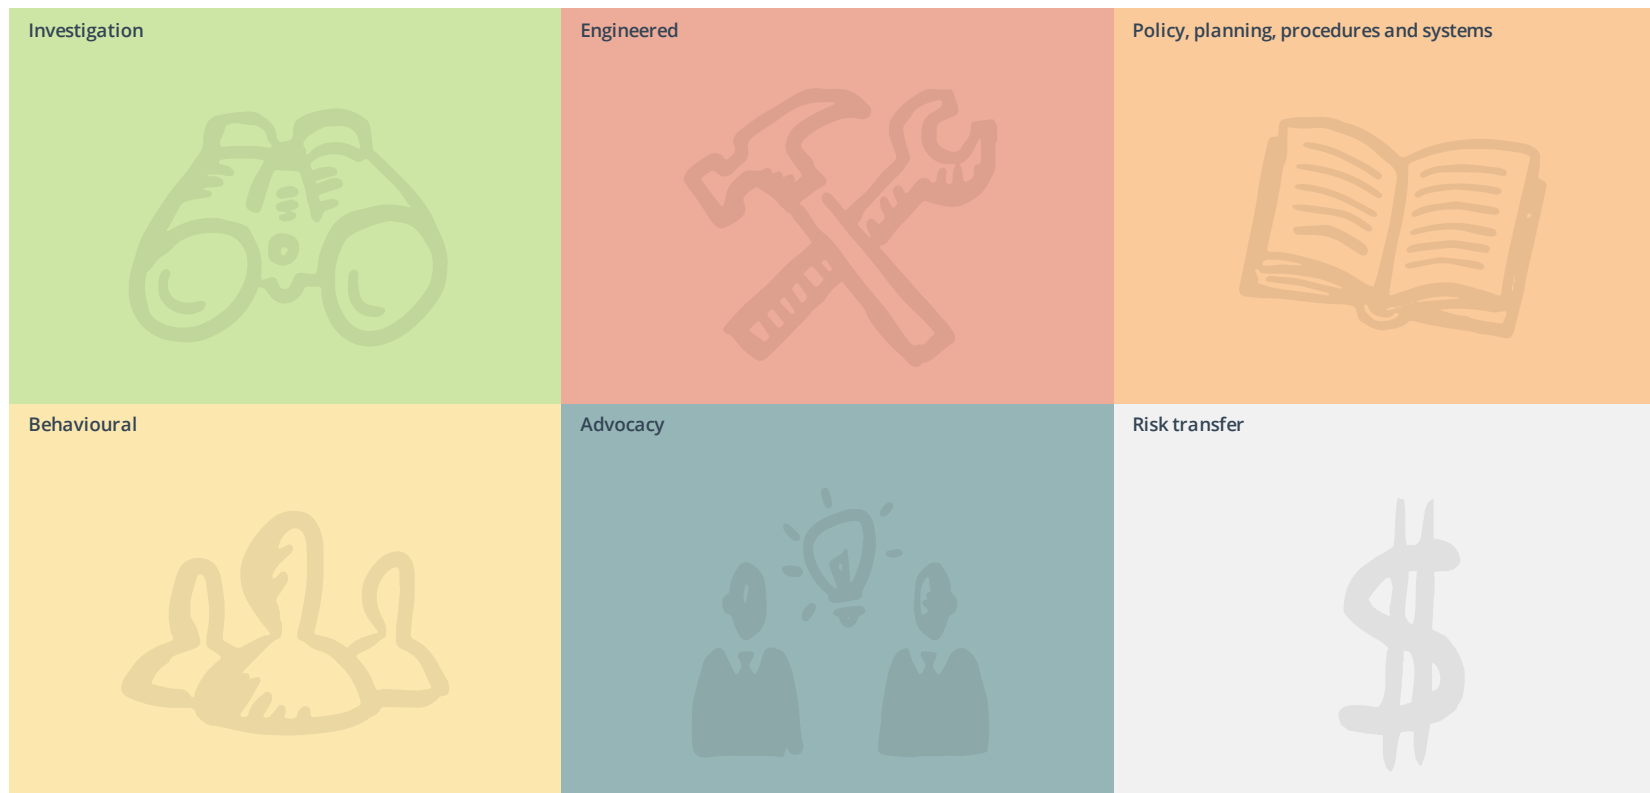 Investigation
Engineered
Policy, planning, procedures and systems
Behavioural
Advocacy
Risk transfer